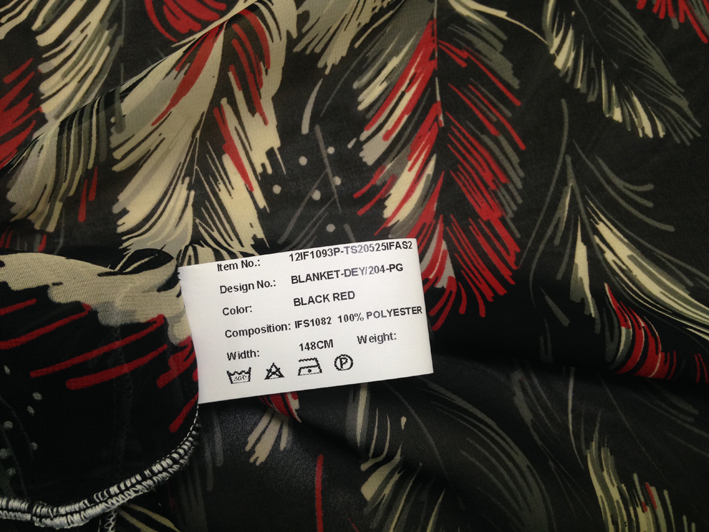 Item No.: 12IF1093P-TS20525IFAS2
Design No.: BLANKET-DEY/204-PG
Color: BLACK RED
Composition: IFS1082 100% POLYESTER
Width: 148CM Weight:
40C P